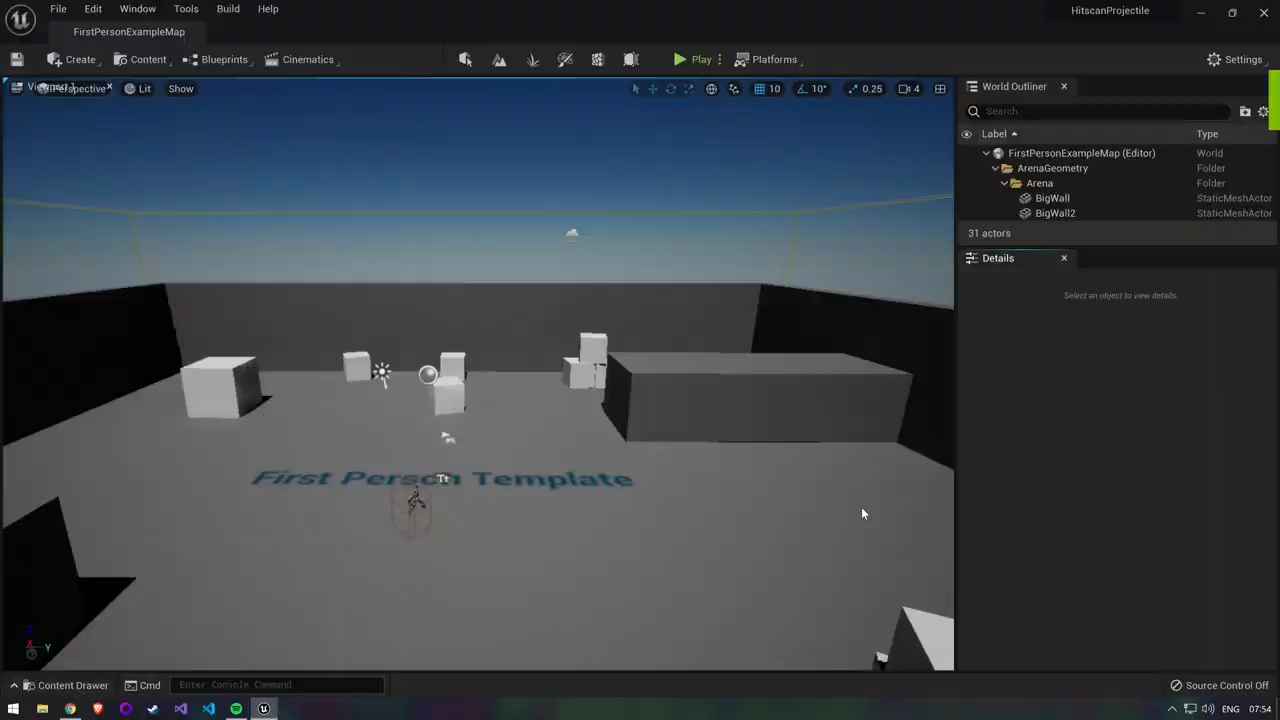 File Edit Window Tools Build Help
HitscanProjectile
FirstPersonExampleMap
Create Content Blueprints Cinematics Play Platforms Settings
Viewport 1
Perspective Lit Show 10 10° 0.25 4
World Outliner
Search...
Label Type
FirstPersonExampleMap (Editor) World
ArenaGeometry Folder
Arena Folder
BigWall StaticMeshActor
BigWall2 StaticMeshActor
31 actors
Details
Select an object to view details.
First Person Template
X Y Z
Content Drawer Cmd Enter Console Command Source Control Off
ENG 07:54